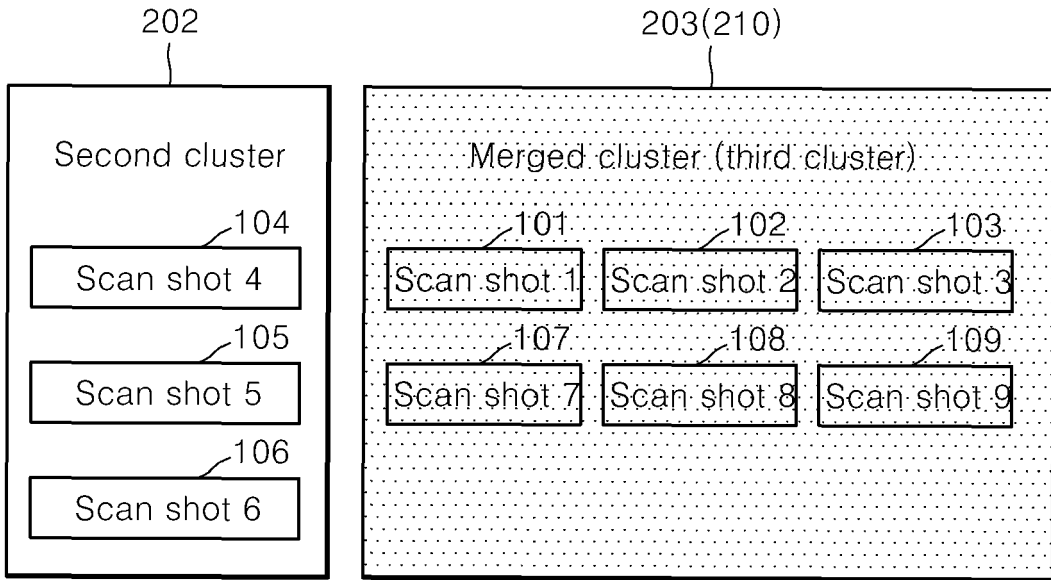 202
203(210)
Second cluster
Merged cluster (third cluster)
104
Scan shot 4
105
Scan shot 5
106
Scan shot 6
101
102
103
Scan shot 1
Scan shot 2
Scan shot 3
107
108
109
Scan shot 7
Scan shot 8
Scan shot 9